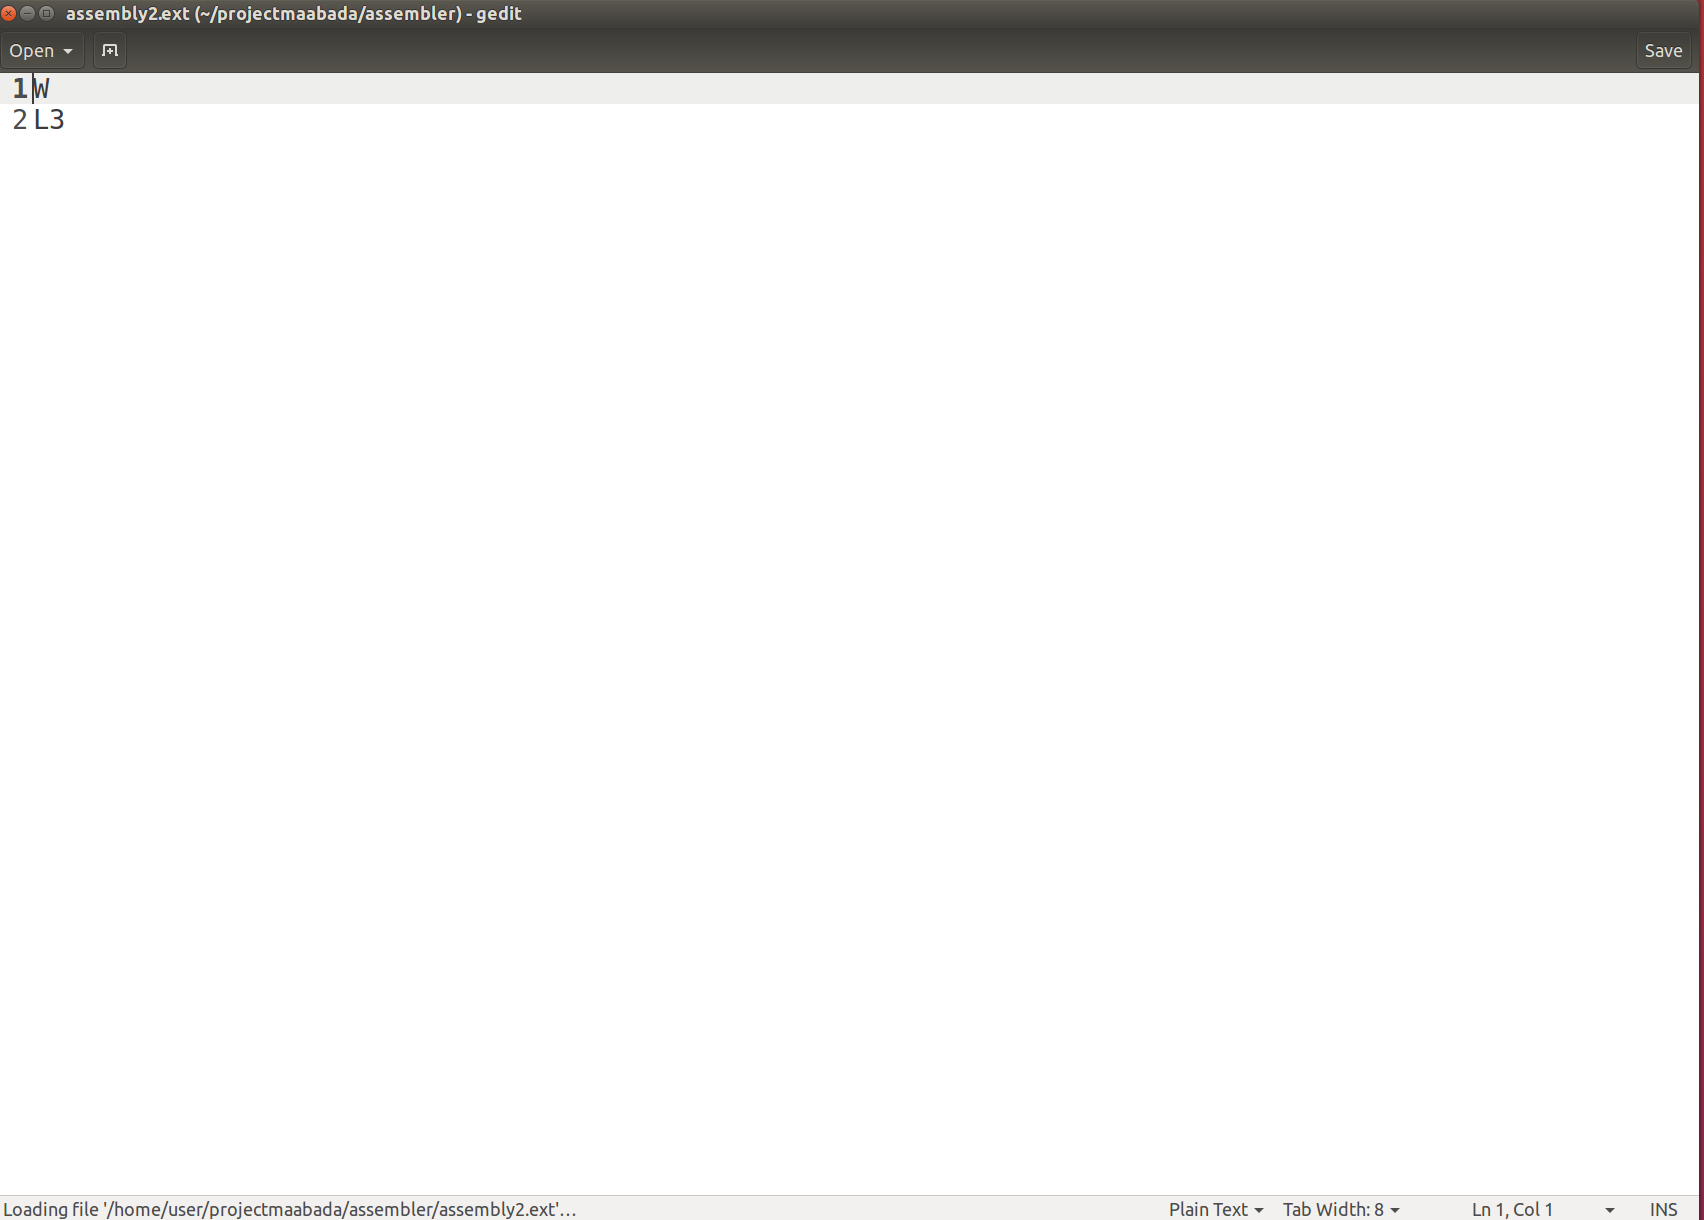 assembly2.ext (~/projectmaabada/assembler) - gedit
Open Save
1 W
2 L3
Loading file '/home/user/projectmaabada/assembler/assembly2.ext'… Plain Text Tab Width: 8 Ln 1, Col 1 INS